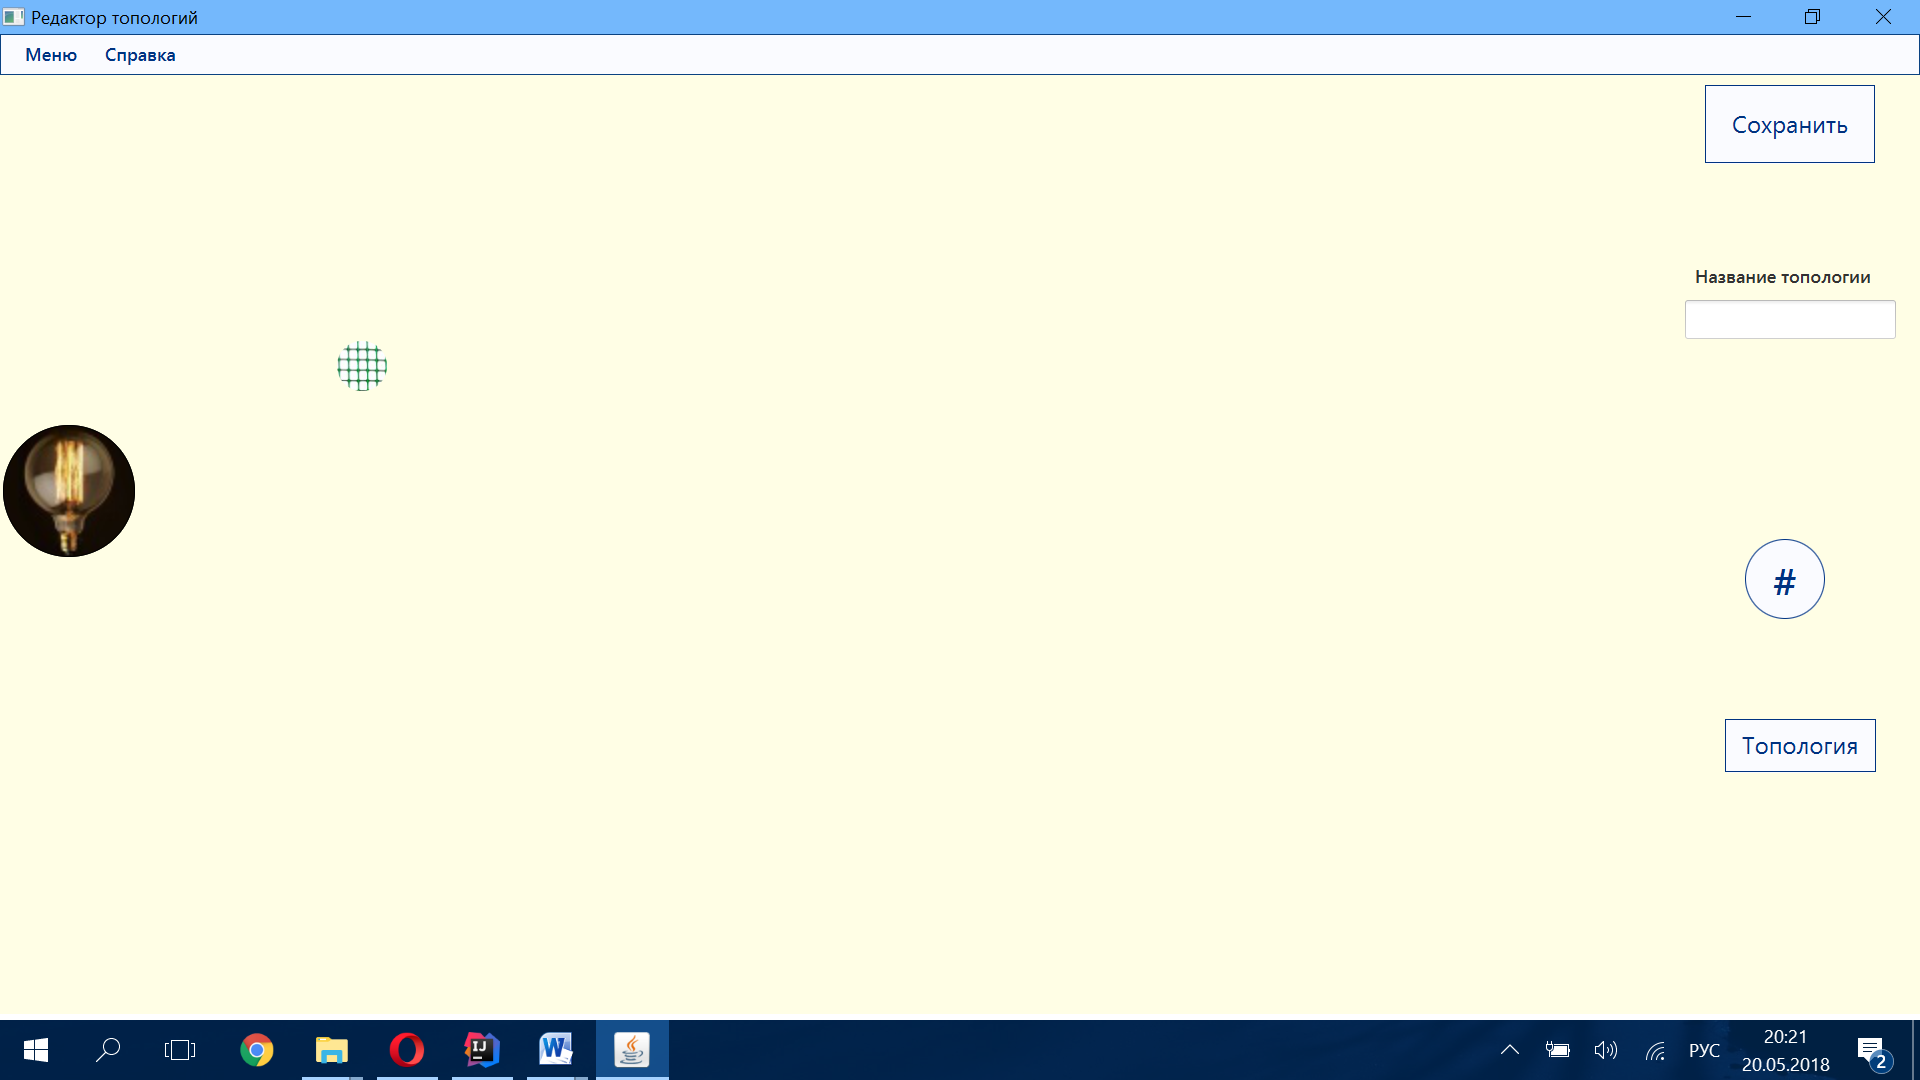 Редактор топологий
Меню Справка
Сохранить
Название топологии
#
Топология
РУС
20:21
20.05.2018
2